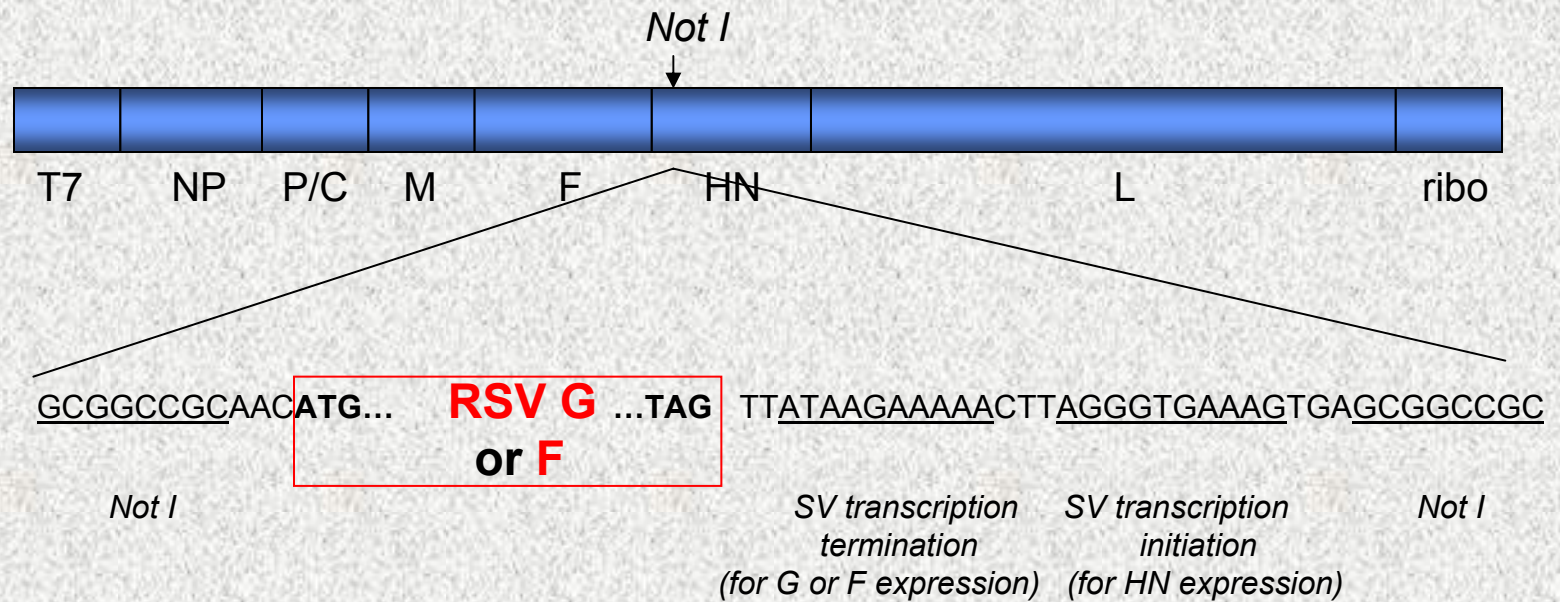 Not I
T7 NP P/C M F HN L ribo
GCGGCCGCAACATG... RSV G ...TAG TTATAAGAAAAACTTAGGGTGAAAGTGAGCGGCCGC
or F
Not I SV transcription SV transcription Not I
termination initiation
(for G or F expression) (for HN expression)